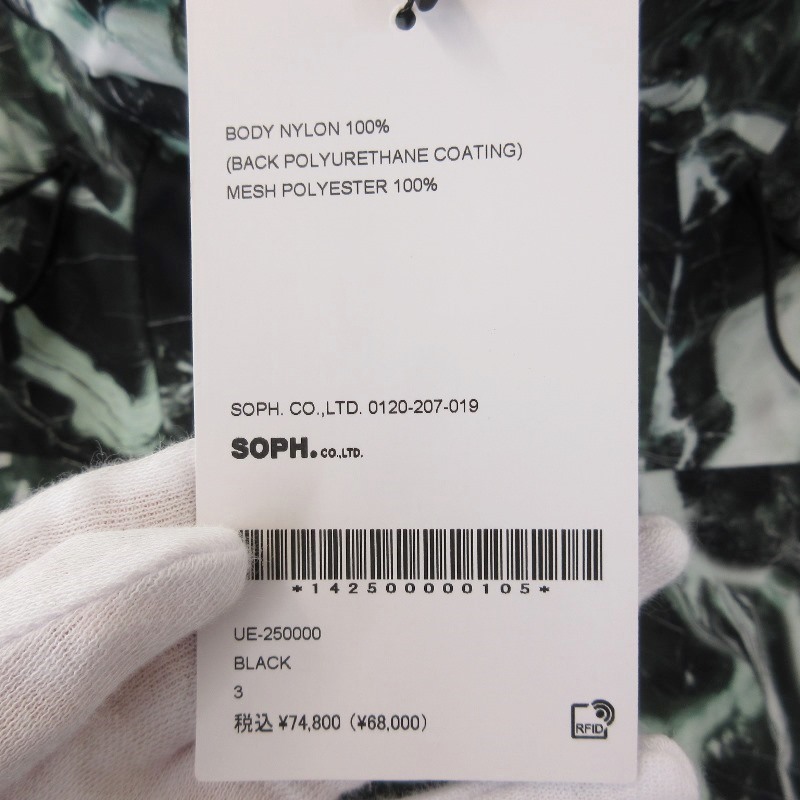 BODY NYLON 100%
(BACK POLYURETHANE COATING)
MESH POLYESTER 100%
SOPH. CO.,LTD. 0120-207-019
SOPH.CO.,LTD.
*142500000105*
UE-250000
BLACK
3
税込 ¥74,800 (¥68,000)
RFID